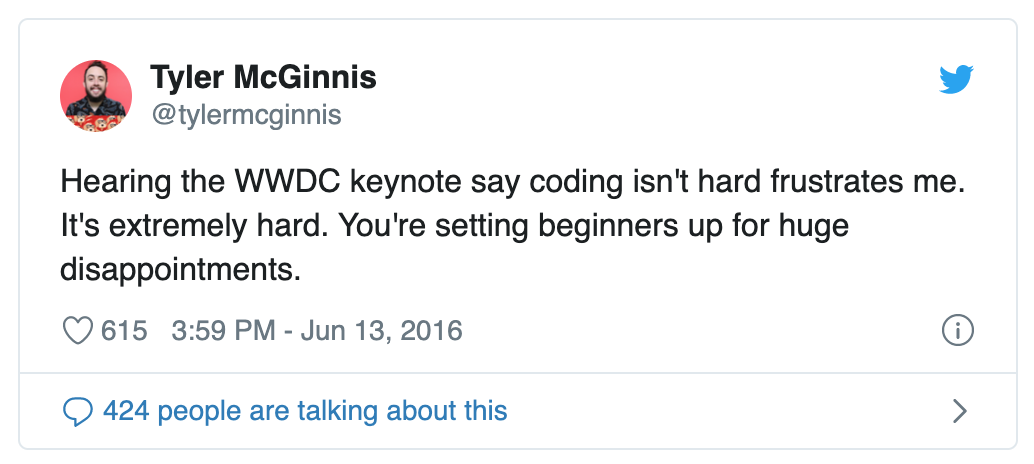 Tyler McGinnis
@tylermcginnis
Hearing the WWDC keynote say coding isn't hard frustrates me.
It's extremely hard. You're setting beginners up for huge
disappointments.
615 3:59 PM - Jun 13, 2016
424 people are talking about this